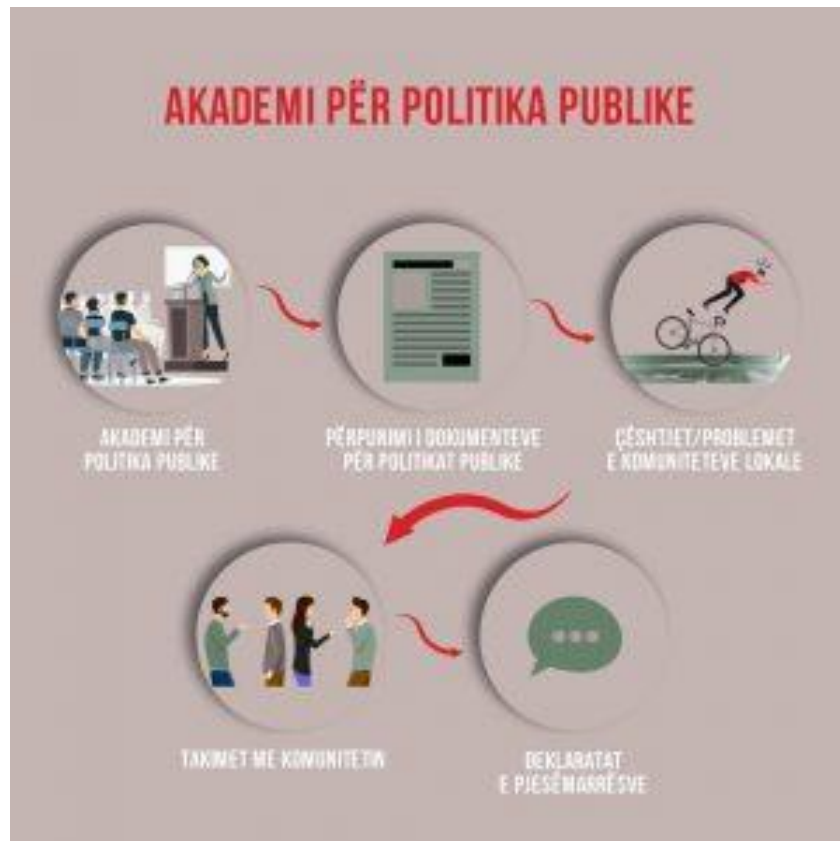 AKADEMI PËR POLITIKA PUBLIKE
AKADEMI PËR
POLITIKA PUBLIKE
PËRPUNIMI I DOKUMENTEVE
PËR POLITIKAT PUBLIKE
ÇËSHTJET/PROBLEMET
E KOMUNITETEVE LOKALE
TAKIMET ME KOMUNITETIN
DEKLARATAT
E PJESËMARRËSVE